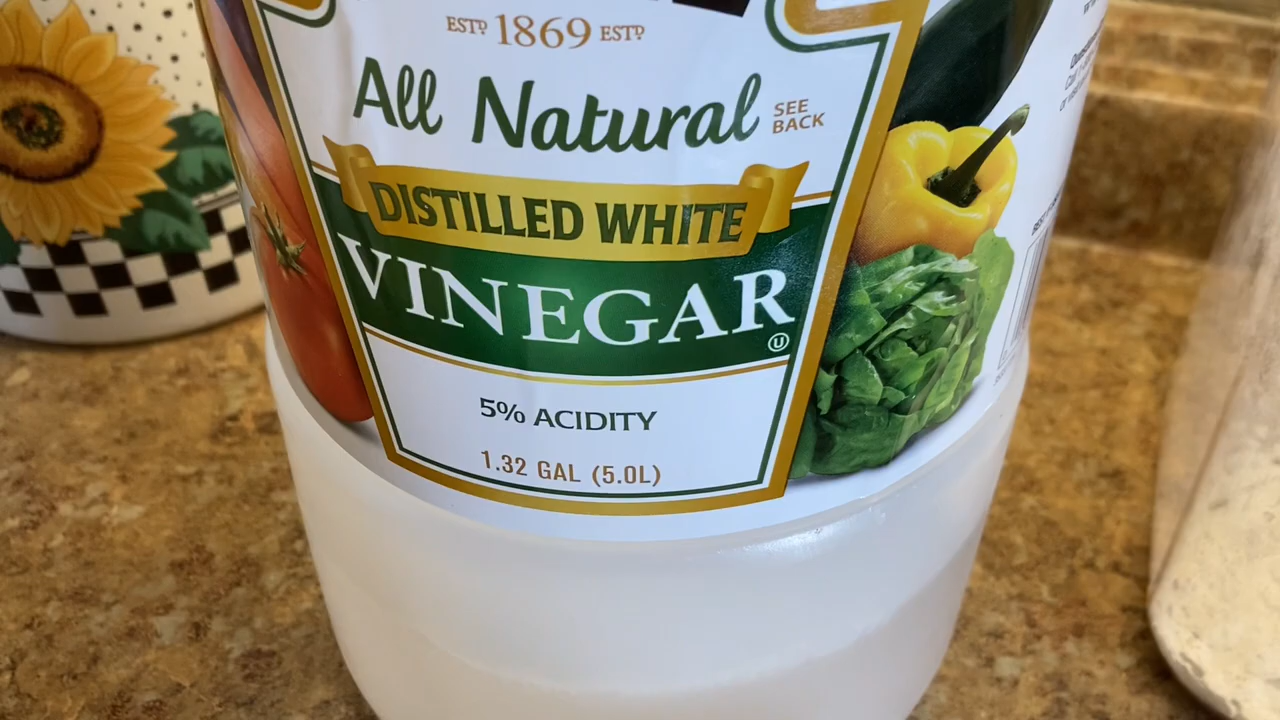 ESTD 1869 ESTD
All Natural
SEE
BACK
DISTILLED WHITE
VINEGAR
U
5% ACIDITY
1.32 GAL (5.0L)